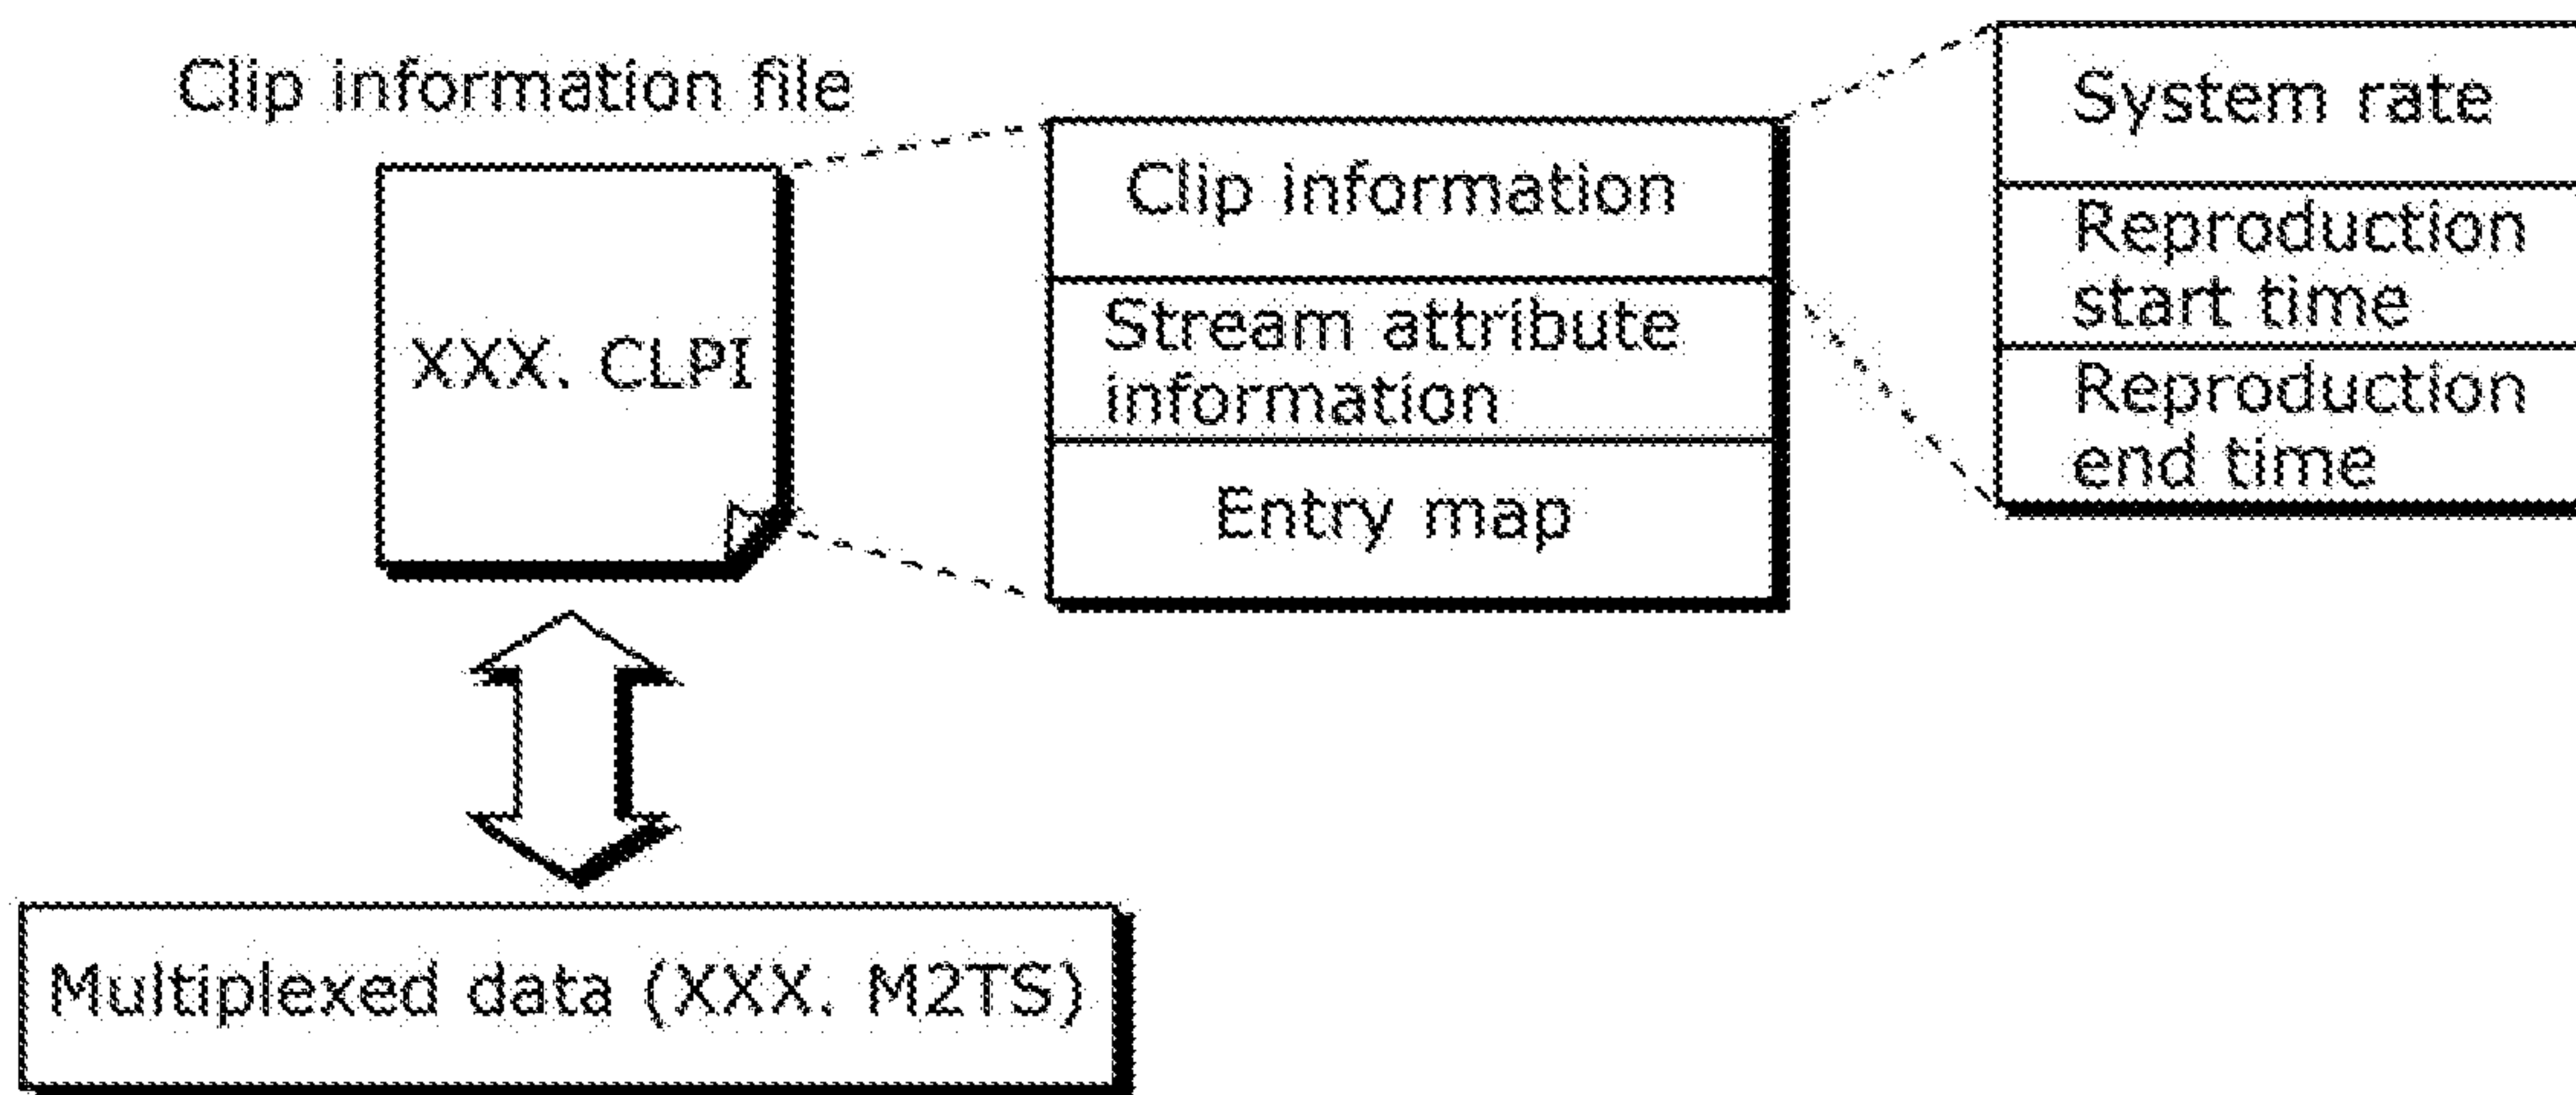 Clip information file
XXX. CLPI
Clip information
Stream attribute
information
Entry map
System rate
Reproduction
start time
Reproduction
end time
Multiplexed data (XXX. M2TS)